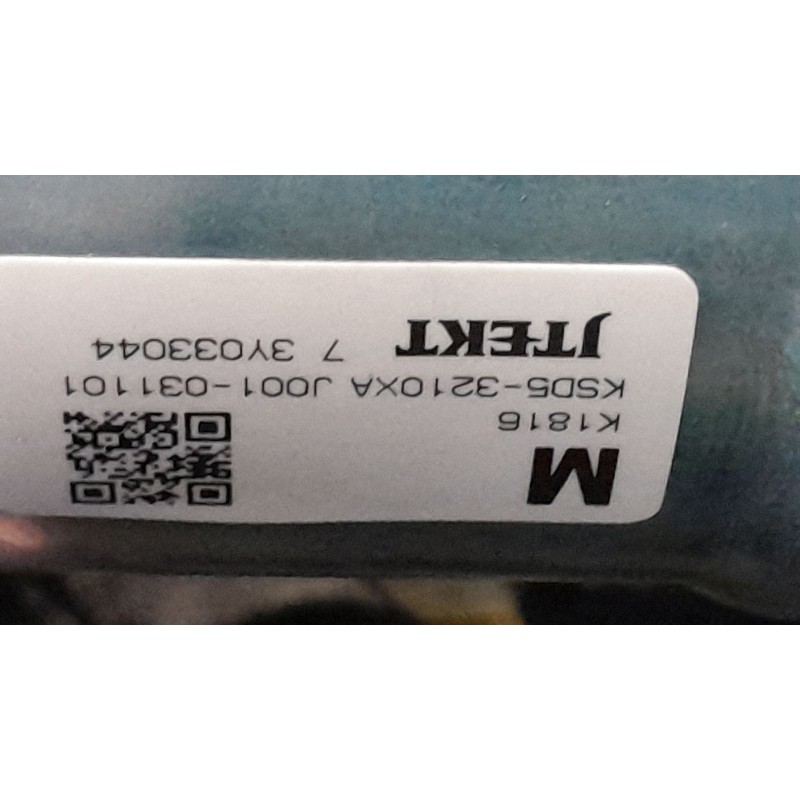 M
K1816
KSD5-3210XA J001-031101
JTEKT 7 3Y033044